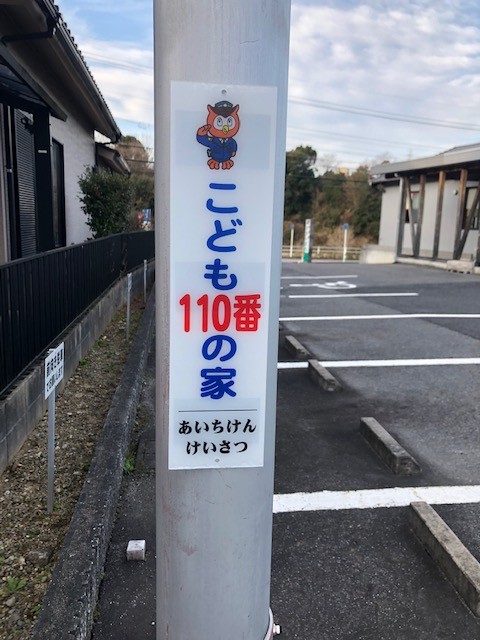 こども
110番
の家
あいちけん
けいさつ